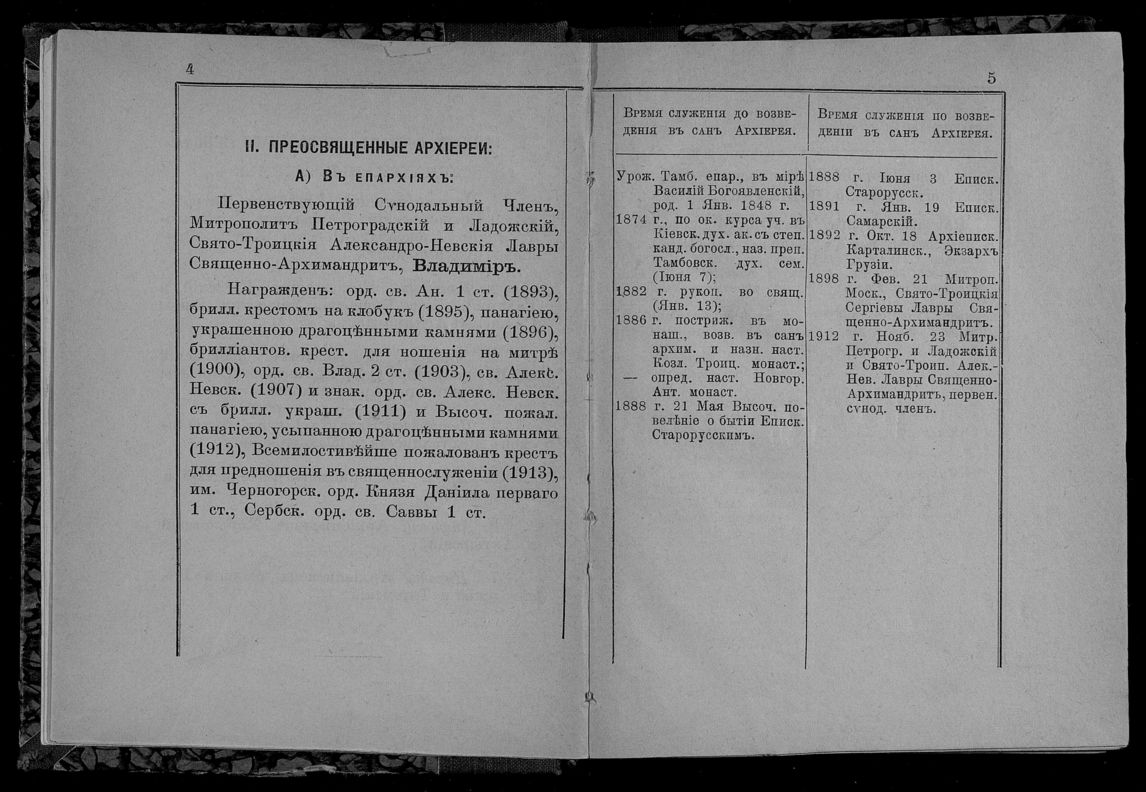 4
II. ПРЕОСВЯЩЕННЫЕ АРХІЕРЕИ:
А) Въ епархіяхъ:
Первенствующій Сѵнодальный Членъ,
Митрополитъ Петроградскій и Ладожскій,
Свято-Троицкія Александро-Невскія Лавры
Священно-Архимандритъ, Владиміръ.
Награжденъ: орд. св. Ан. 1 ст. (1893),
брилл. крестомъ на клобукъ (1895), панагіею,
украшенною драгоцѣнными камнями (1896),
брилліантов. крест. для ношенія на митрѣ
(1900), орд. св. Влад. 2 ст. (1903), св. Алекс.
Невск. (1907) и знак. орд. св. Алекс. Невск.
съ брилл. украш. (1911) и Высоч. пожал.
панагіею, усыпанною драгоцѣнными камнями
(1912), Всемилостивѣйше пожалованъ крестъ
для предношенія въ священнослуженіи (1913),
им. Черногорск. орд. Князя Даніила перваго
1 ст., Сербск. орд. св. Саввы 1 ст.
5
Время служенія до возве-
денія въ санъ Архіерея.
Урож. Тамб. епар., въ мірѣ
Василій Богоявленскій,
род. 1 Янв. 1848 г.
1874 г., по ок. курса уч. въ
Кіевск. дух. ак. съ степ.
канд. богосл., наз. преп.
Тамбовск. дух. сем.
(Іюня 7);
1882 г. рукоп. во свящ.
(Янв. 13);
1886 г. постриж. въ мо-
наш., возв. въ санъ
архим. и назн. наст.
Козл. Троиц. монаст.;
— опред. наст. Новгор.
Ант. монаст.
1888 г. 21 Мая Высоч. по-
велѣніе о бытіи Еписк.
Старорусскимъ.
Время служенія по возве-
деніи въ санъ Архіерея.
1888 г. Іюня 3 Еписк.
Старорусск.
1891 г. Янв. 19 Еписк.
Самарскій.
1892 г. Окт. 18 Архіеписк.
Карталинск., Экзархъ
Грузіи.
1898 г. Фев. 21 Митроп.
Моск., Свято-Троицкія
Сергіевы Лавры Свя-
щенно-Архимандритъ.
1912 г. Нояб. 23 Митр.
Петрогр. и Ладожскій
и Свято-Троиц. Алек.-
Нев. Лавры Священно-
Архимандритъ, первен.
сѵнод. членъ.